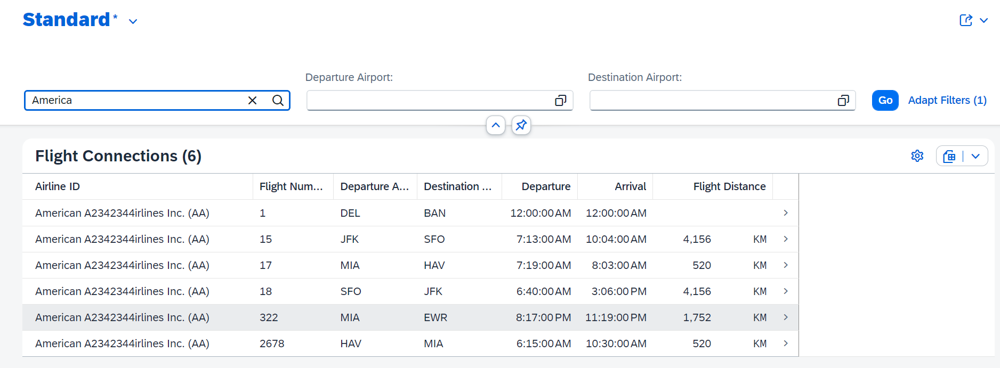 Standard *
Departure Airport: Destination Airport:
America Go Adapt Filters (1)
Flight Connections (6)
Airline ID Flight Num... Departure A... Destination ... Departure Arrival Flight Distance
American A2342344irlines Inc. (AA) 1 DEL BAN 12:00:00 AM 12:00:00 AM
American A2342344irlines Inc. (AA) 15 JFK SFO 7:13:00 AM 10:04:00 AM 4,156 KM
American A2342344irlines Inc. (AA) 17 MIA HAV 7:19:00 AM 8:03:00 AM 520 KM
American A2342344irlines Inc. (AA) 18 SFO JFK 6:40:00 AM 3:06:00 PM 4,156 KM
American A2342344irlines Inc. (AA) 322 MIA EWR 8:17:00 PM 11:19:00 PM 1,752 KM
American A2342344irlines Inc. (AA) 2678 HAV MIA 6:15:00 AM 10:30:00 AM 520 KM